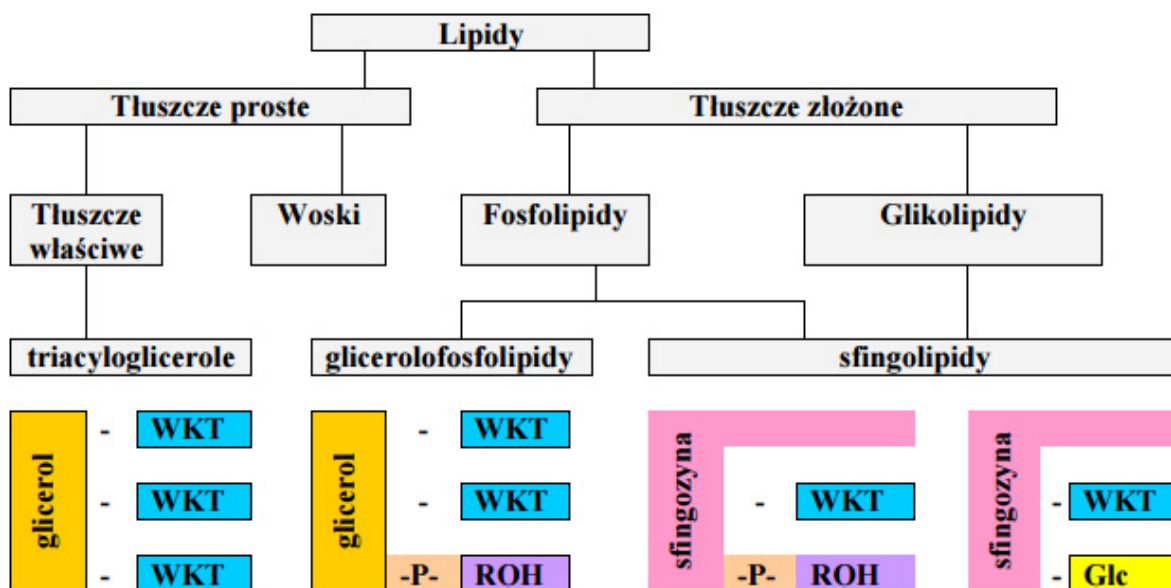 Lipidy
Tłuszcze proste
Tłuszcze złożone
Tłuszcze
właściwe
Woski
Fosfolipidy
Glikolipidy
triacyloglicerole
glicerolofosfolipidy
sfingolipidy
glicerol
- WKT
- WKT
- WKT
glicerol
- WKT
- WKT
-P- ROH
sfingozyna
- WKT
-P- ROH
sfingozyna
- WKT
- Glc